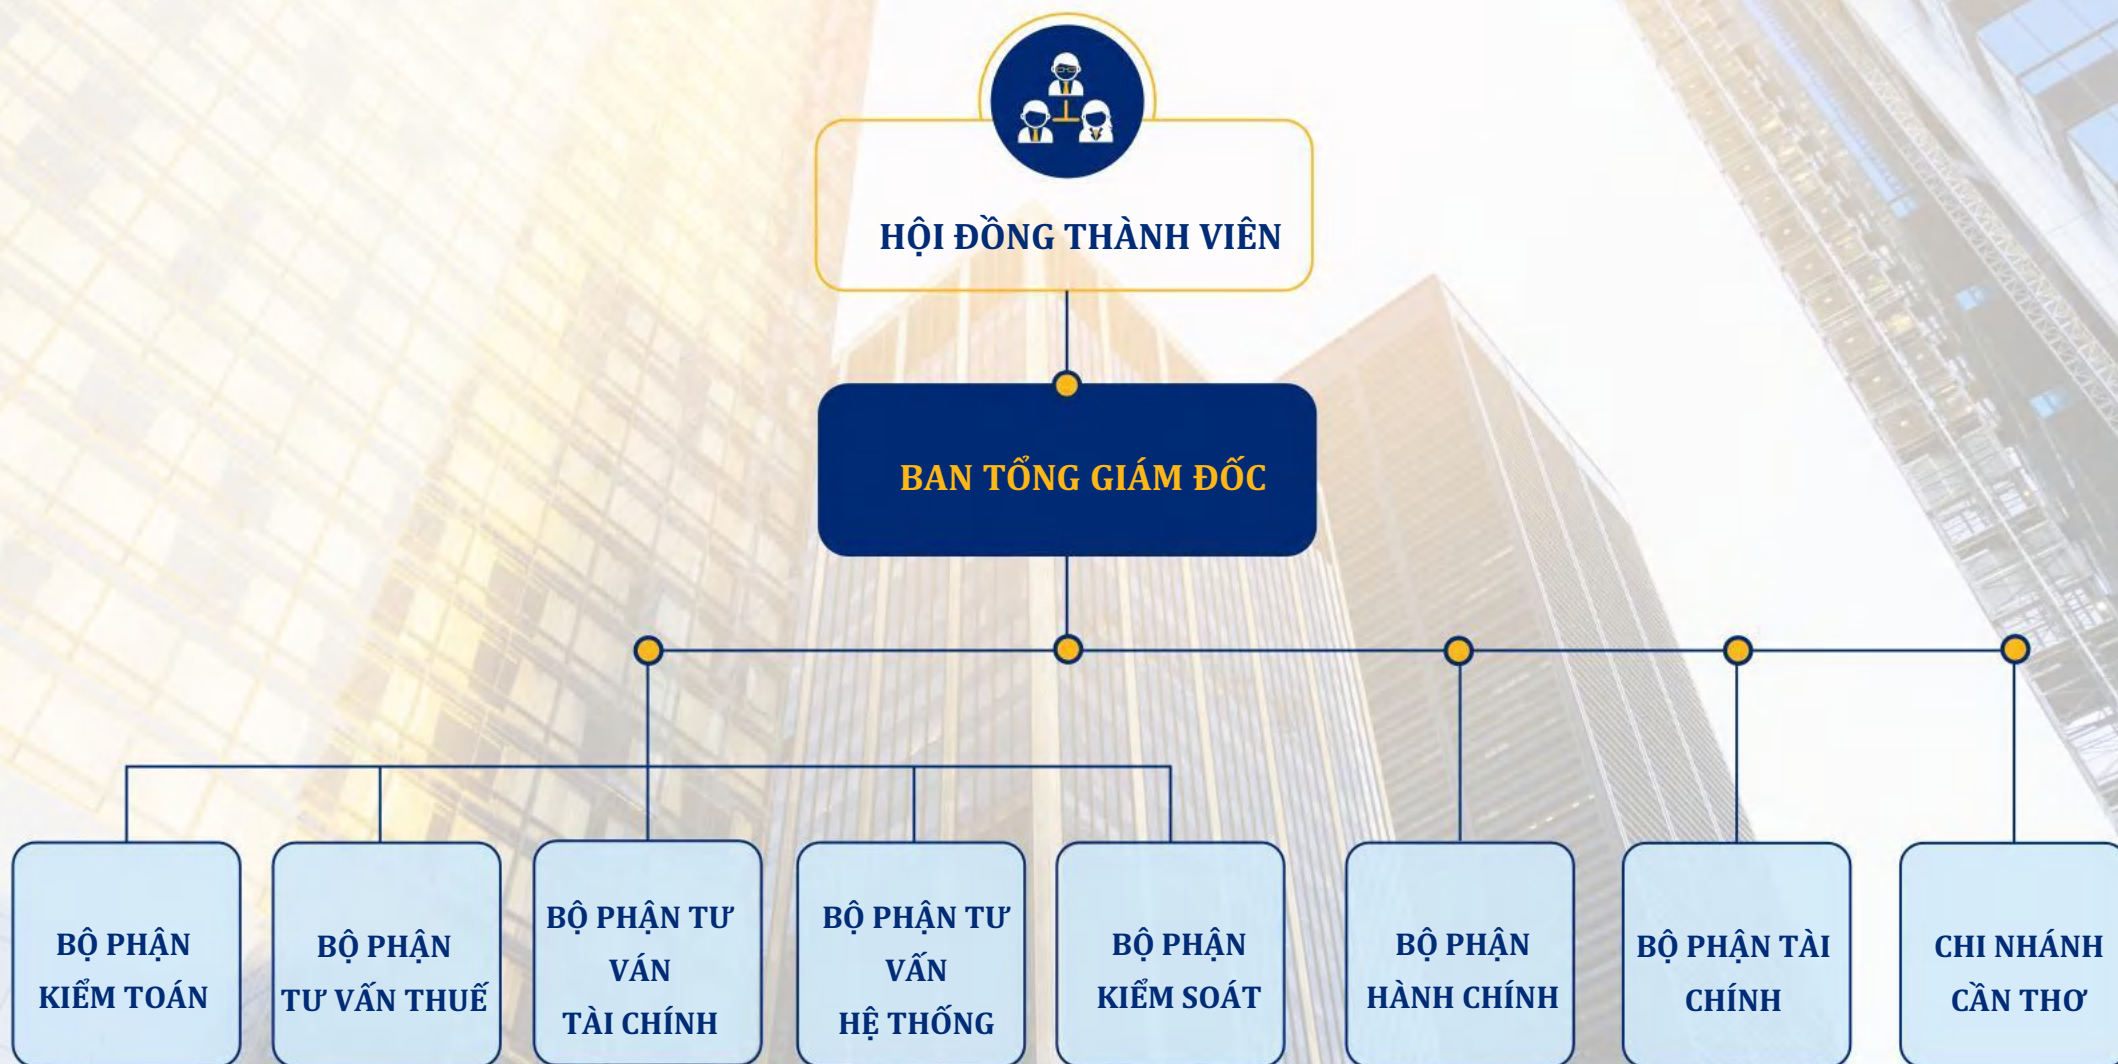 HỘI ĐỒNG THÀNH VIÊN
BAN TỔNG GIÁM ĐỐC
BỘ PHẬN
KIỂM TOÁN
BỘ PHẬN
TƯ VẤN THUẾ
BỘ PHẬN TƯ
VÁN
TÀI CHÍNH
BỘ PHẬN TƯ
VẤN
HỆ THỐNG
BỘ PHẬN
KIỂM SOÁT
BỘ PHẬN
HÀNH CHÍNH
BỘ PHẬN TÀI
CHÍNH
CHI NHÁNH
CẦN THƠ